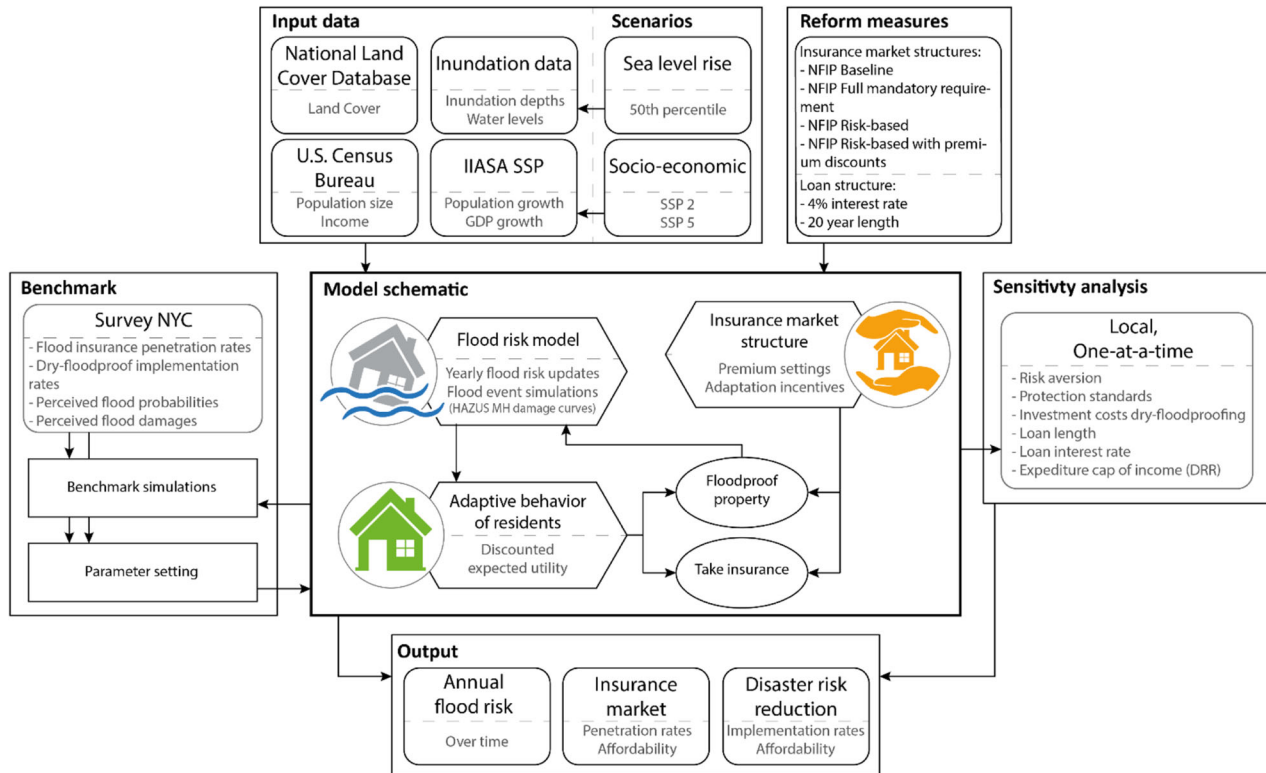 Input data
Scenarios
National Land
Cover Database
Land Cover
Inundation data
Inundation depths
Water levels
Sea level rise
50th percentile
U.S. Census
Bureau
Population size
Income
IIASA SSP
Population growth
GDP growth
Socio-economic
SSP 2
SSP 5
Reform measures
Insurance market structures:
- NFIP Baseline
- NFIP Full mandatory require-
ment
- NFIP Risk-based
- NFIP Risk-based with premi-
um discounts
Loan structure:
- 4% interest rate
- 20 year length
Benchmark
Survey NYC
- Flood insurance penetration rates
- Dry-floodproof implementation
rates
- Perceived flood probabilities
- Perceived flood damages
Benchmark simulations
Parameter setting
Model schematic
Flood risk model
Yearly flood risk updates
Flood event simulations
(HAZUS MH damage curves)
Insurance market
structure
Premium settings
Adaptation incentives
Adaptive behavior
of residents
Discounted
expected utility
Floodproof
property
Take insurance
Sensitivty analysis
Local,
One-at-a-time
- Risk aversion
- Protection standards
- Investment costs dry-floodproofing
- Loan length
- Loan interest rate
- Expediture cap of income (DRR)
Output
Annual
flood risk
Over time
Insurance
market
Penetration rates
Affordability
Disaster risk
reduction
Implementation rates
Affordability